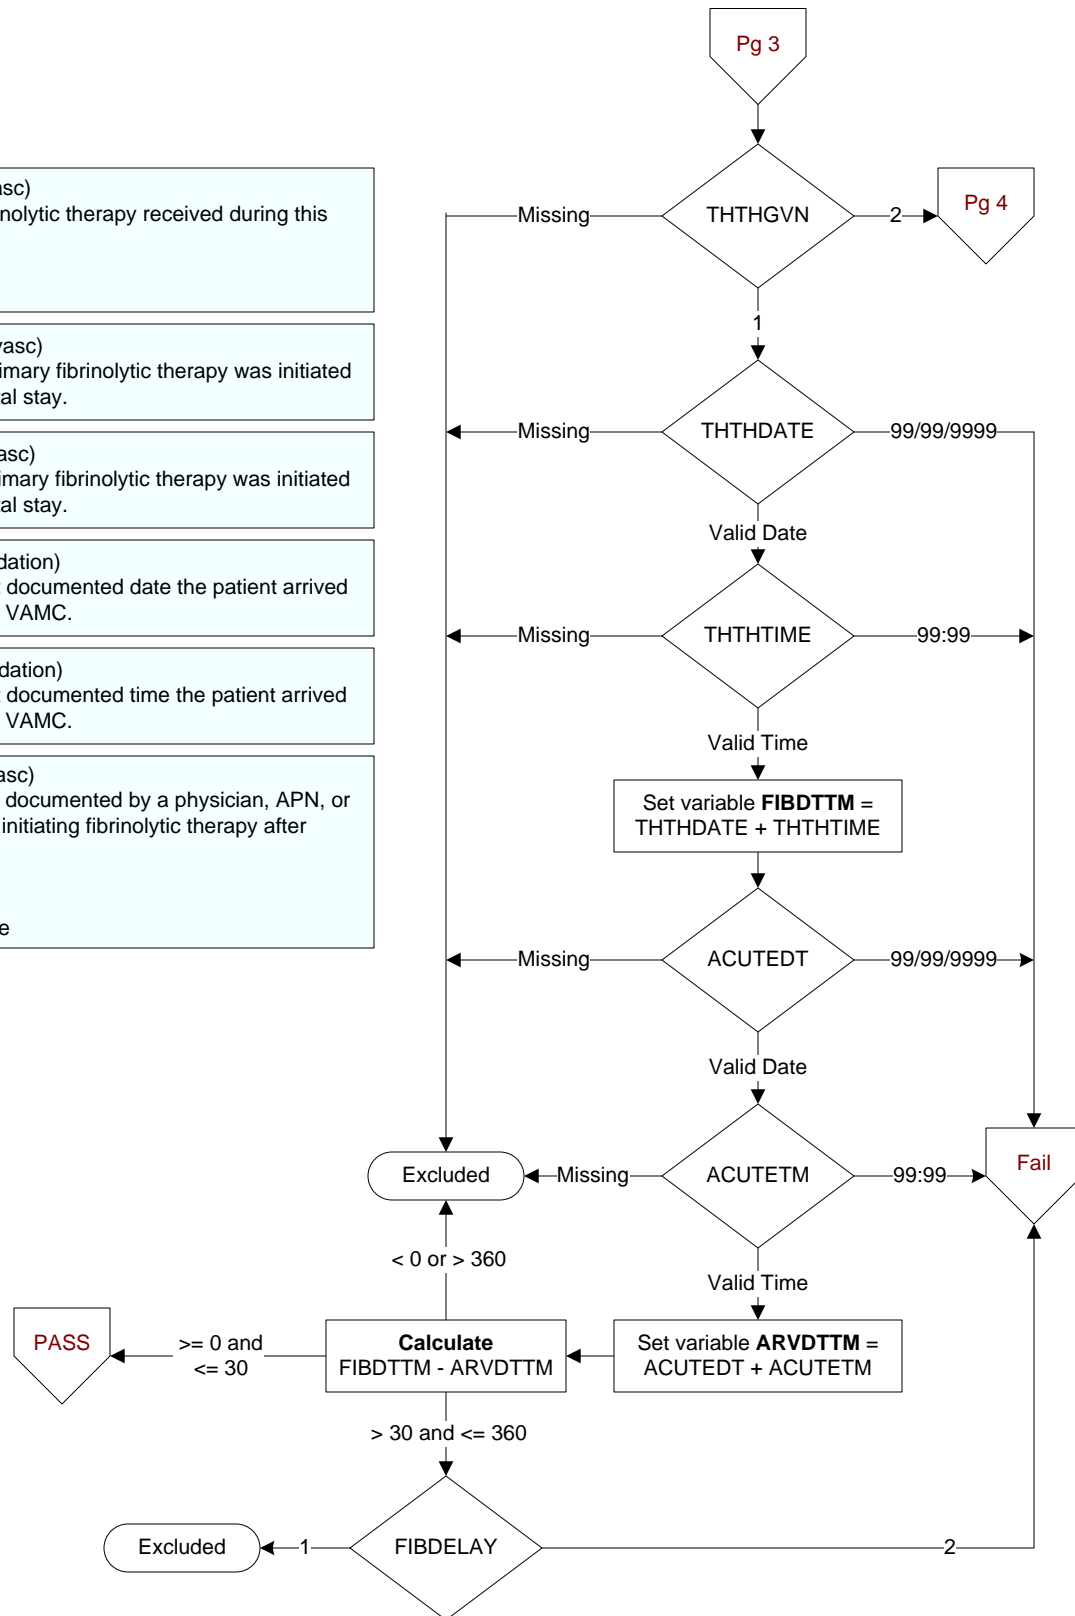 Pg 3
asc)
nolytic therapy received during this
vasc)
imary fibrinolytic therapy was initiated
tal stay.
asc)
imary fibrinolytic therapy was initiated
tal stay.
dation)
t documented date the patient arrived
VAMC.
dation)
t documented time the patient arrived
VAMC.
asc)
documented by a physician, APN, or
initiating fibrinolytic therapy after
e
Missing
THTHGVN
2
Pg 4
1
Missing
THTHDATE
99/99/9999
Valid Date
Missing
THTHTIME
99:99
Valid Time
Set variable FIBDTTM =
THTHDATE + THTHTIME
Missing
ACUTEDT
99/99/9999
Valid Date
Excluded
Missing
ACUTETM
99:99
Fail
< 0 or > 360
Valid Time
PASS
>= 0 and
<= 30
Calculate
FIBDTTM - ARVDTTM
Set variable ARVDTTM =
ACUTEDT + ACUTETM
> 30 and <= 360
Excluded
1
FIBDELAY
2